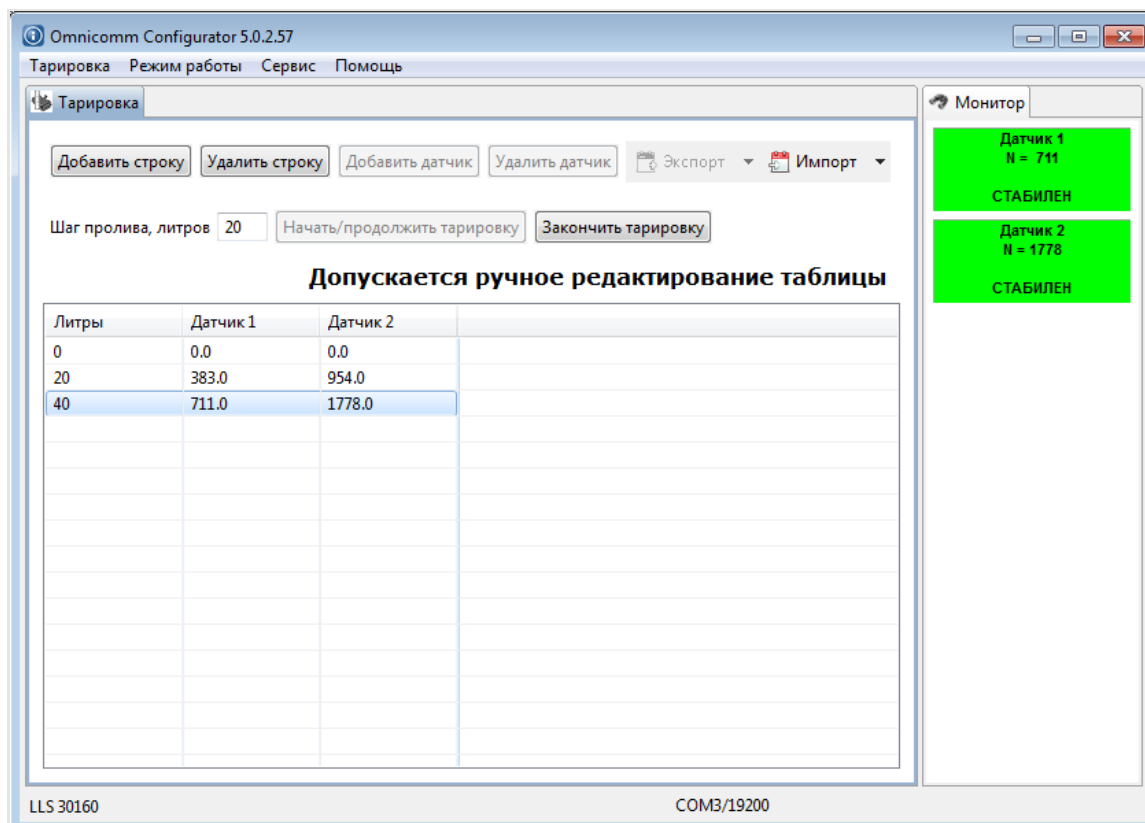 Omnicomm Configurator 5.0.2.57
Тарировка Режим работы Сервис Помощь
Тарировка
Монитор
Добавить строку Удалить строку Добавить датчик Удалить датчик Экспорт Импорт
Шаг пролива, литров 20 Начать/продолжить тарировку Закончить тарировку
Допускается ручное редактирование таблицы
Литры Датчик 1 Датчик 2
0 0.0 0.0
20 383.0 954.0
40 711.0 1778.0
Датчик 1
N = 711
СТАБИЛЕН
Датчик 2
N = 1778
СТАБИЛЕН
LLS 30160 COM3/19200